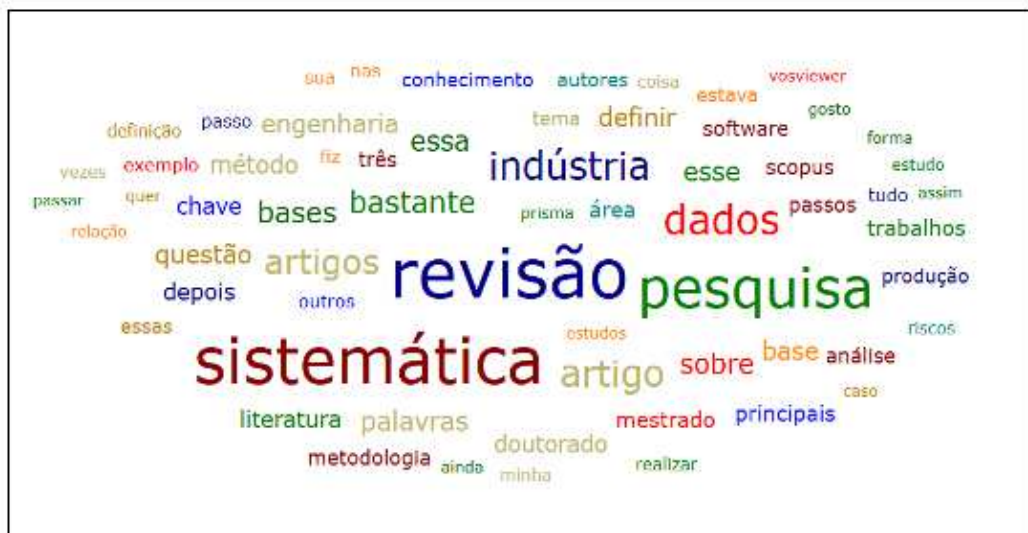 sua nas conhecimento autores coisa vosviewer
definição passo engenharia tema definir estava gosto
vezes exemplo método fiz três essa software forma
passar quer chave bases bastante indústria esse scopus estudo
relação prisma área dados passos tudo assim
questão artigos revisão pesquisa trabalhos
depois outros produção
essas sistemática estudos sobre base análise riscos
artigo caso
literatura palavras mestrado principais
metodologia ainda doutorado realizar
minha